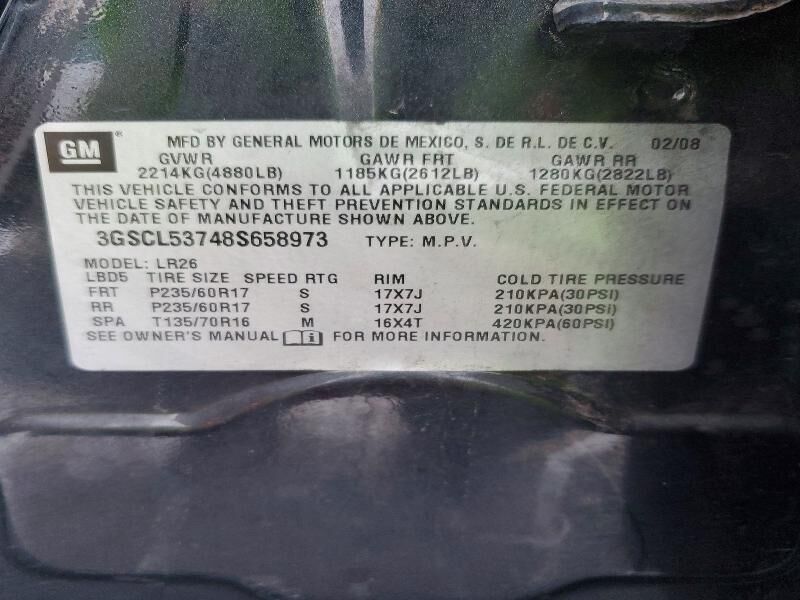 GM® MFD BY GENERAL MOTORS DE MEXICO, S. DE R.L. DE C.V. 02/08
GVWR GAWR FRT GAWR RR
2214KG(4880LB) 1185KG(2612LB) 1280KG(2822LB)
THIS VEHICLE CONFORMS TO ALL APPLICABLE U.S. FEDERAL MOTOR
VEHICLE SAFETY AND THEFT PREVENTION STANDARDS IN EFFECT ON
THE DATE OF MANUFACTURE SHOWN ABOVE.
3GSCL53748S658973 TYPE: M.P.V.
MODEL: LR26
LBD5 TIRE SIZE SPEED RTG RIM COLD TIRE PRESSURE
FRT P235/60R17 S 17X7J 210KPA(30PSI)
RR P235/60R17 S 17X7J 210KPA(30PSI)
SPA T135/70R16 M 16X4T 420KPA(60PSI)
SEE OWNER'S MANUAL i FOR MORE INFORMATION.